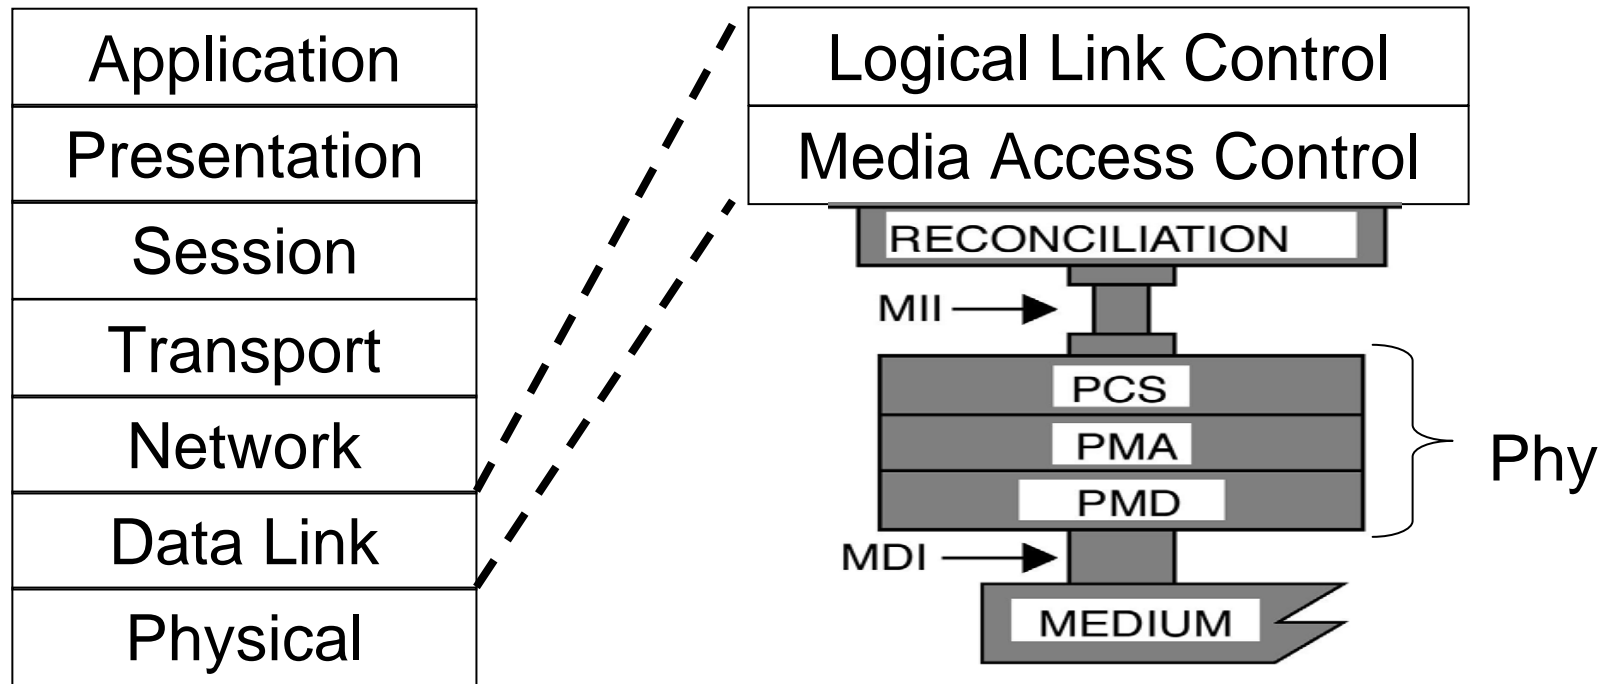 Application
Presentation
Session
Transport
Network
Data Link
Physical
Logical Link Control
Media Access Control
RECONCILIATION
MII
PCS
PMA
PMD
Phy
MDI
MEDIUM